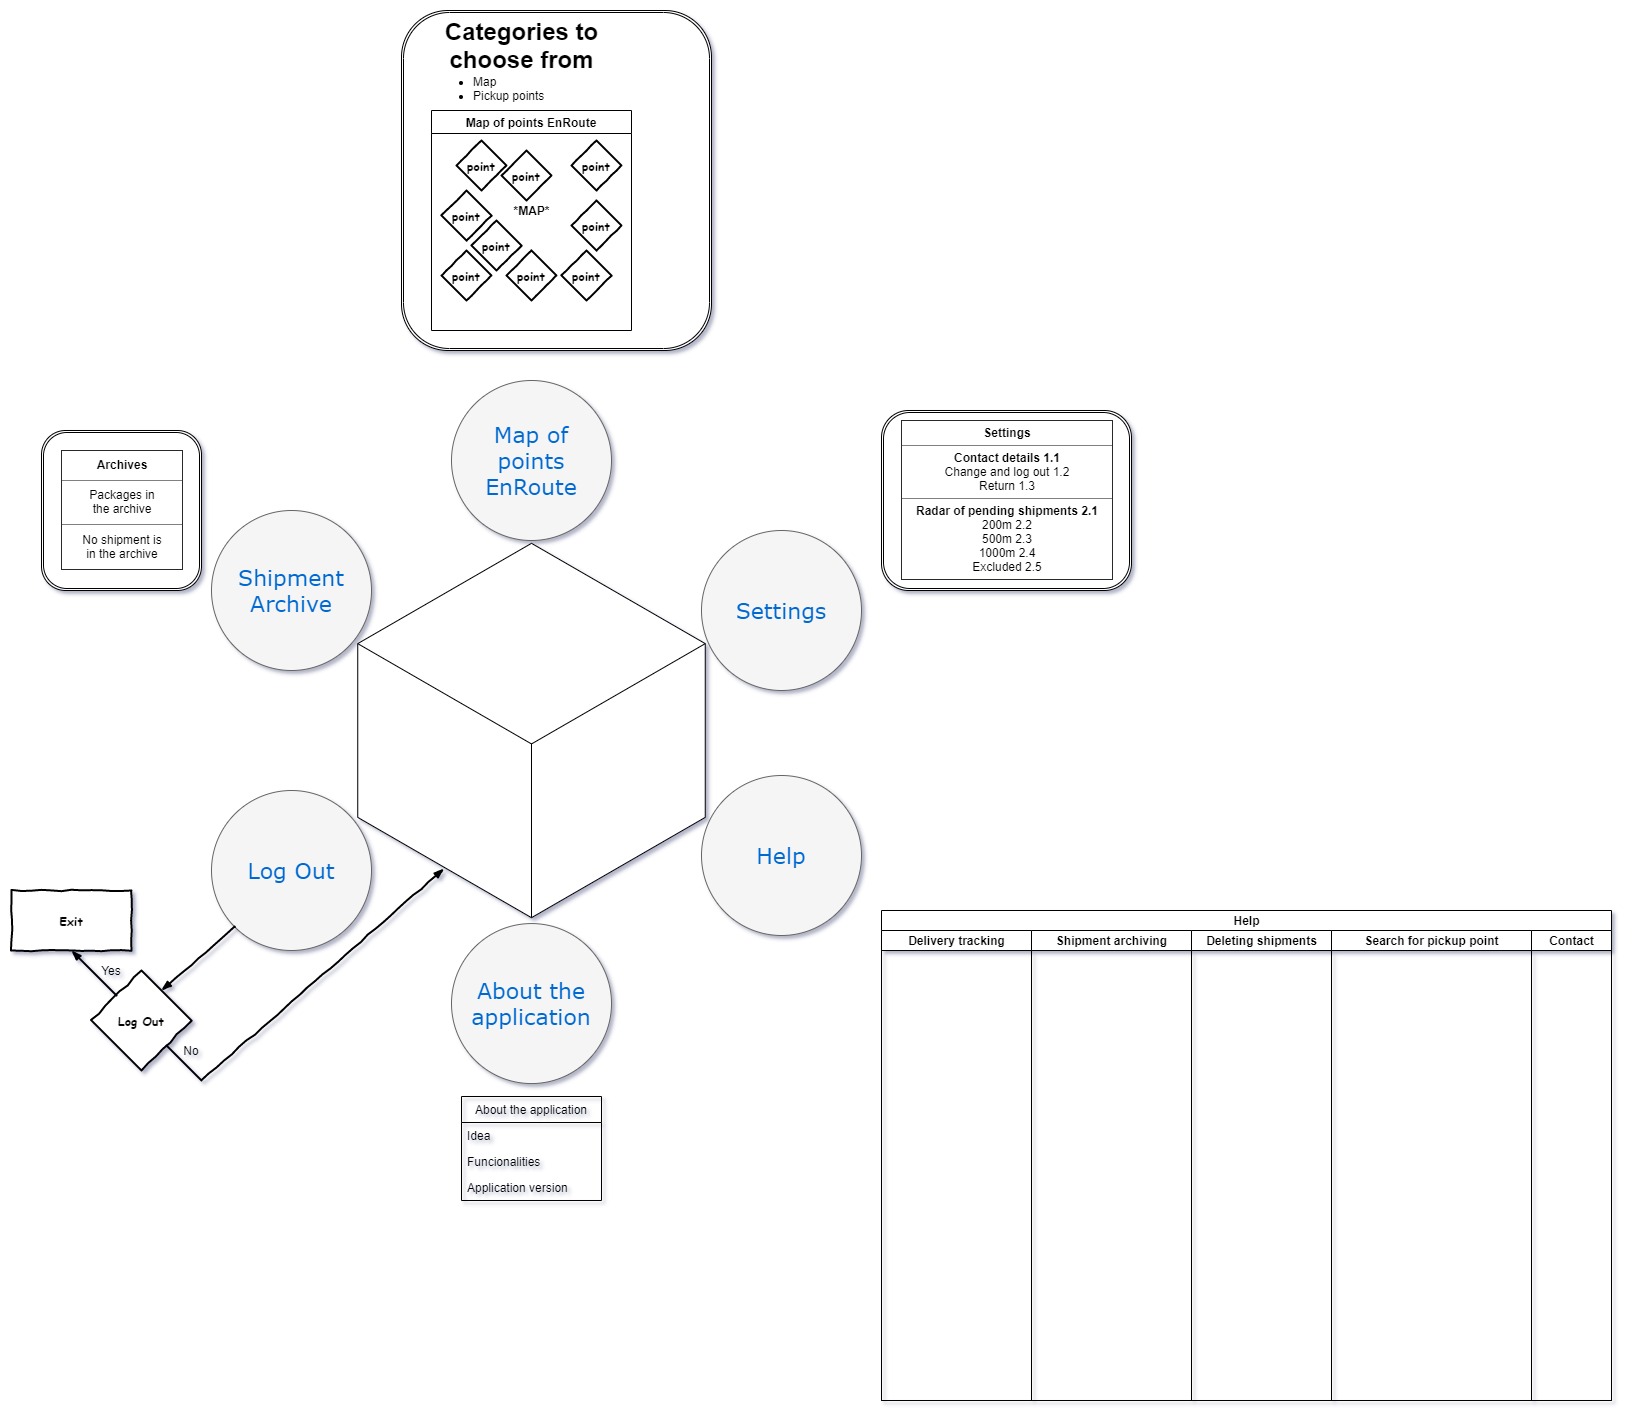 Categories to
choose from
• Map
• Pickup points
Map of points EnRoute
point
point
point
point
*MAP*
point
point
point
point
point
Map of
points
EnRoute
Archives
Packages in
the archive
No shipment is
in the archive
Settings
Contact details 1.1
Change and log out 1.2
Return 1.3
Radar of pending shipments 2.1
200m 2.2
500m 2.3
1000m 2.4
Excluded 2.5
Shipment
Archive
Settings
Log Out
Help
Exit
Yes
Log Out
No
About the
application
About the application
Idea
Funcionalities
Application version
Help
Delivery tracking
Shipment archiving
Deleting shipments
Search for pickup point
Contact